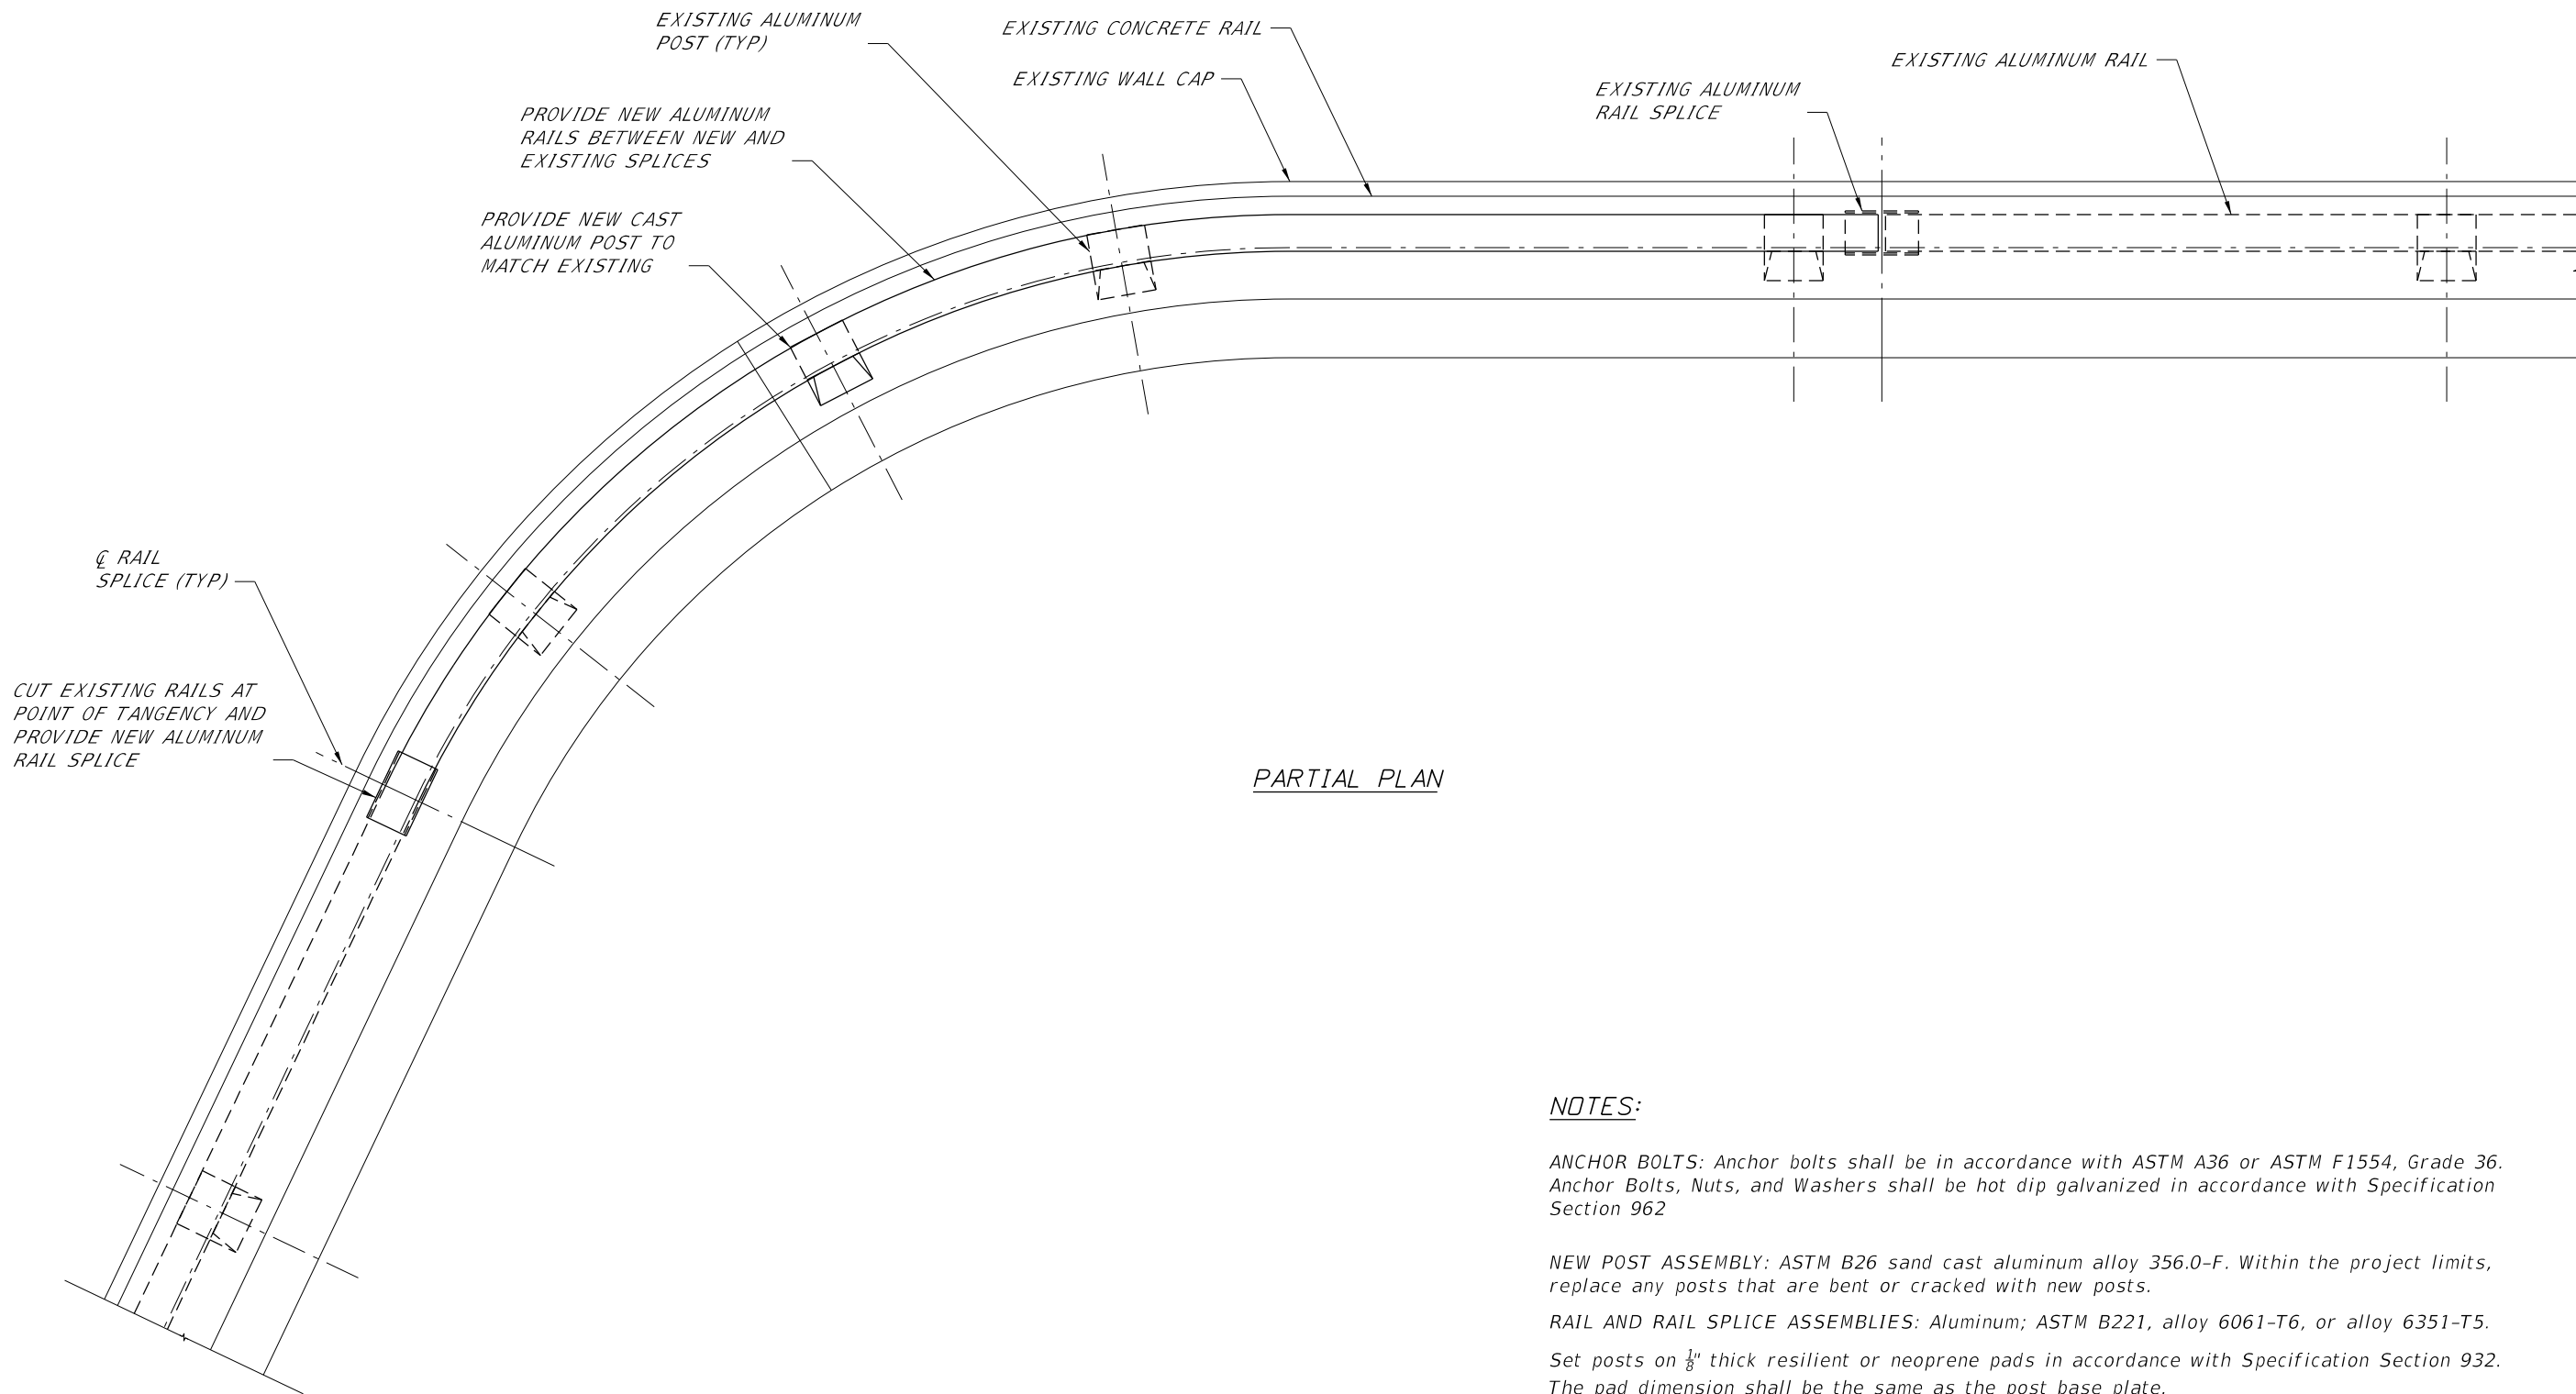 EXISTING ALUMINUM
POST (TYP)
EXISTING CONCRETE RAIL
EXISTING WALL CAP
EXISTING ALUMINUM RAIL
EXISTING ALUMINUM
RAIL SPLICE
PROVIDE NEW ALUMINUM
RAILS BETWEEN NEW AND
EXISTING SPLICES
PROVIDE NEW CAST
ALUMINUM POST TO
MATCH EXISTING
℄ RAIL
SPLICE (TYP)
CUT EXISTING RAILS AT
POINT OF TANGENCY AND
PROVIDE NEW ALUMINUM
RAIL SPLICE
PARTIAL PLAN
NOTES:
ANCHOR BOLTS: Anchor bolts shall be in accordance with ASTM A36 or ASTM F1554, Grade 36.
Anchor Bolts, Nuts, and Washers shall be hot dip galvanized in accordance with Specification
Section 962
NEW POST ASSEMBLY: ASTM B26 sand cast aluminum alloy 356.0-F. Within the project limits,
replace any posts that are bent or cracked with new posts.
RAIL AND RAIL SPLICE ASSEMBLIES: Aluminum; ASTM B221, alloy 6061-T6, or alloy 6351-T5.
Set posts on 1/8" thick resilient or neoprene pads in accordance with Specification Section 932.
The pad dimension shall be the same as the post base plate.